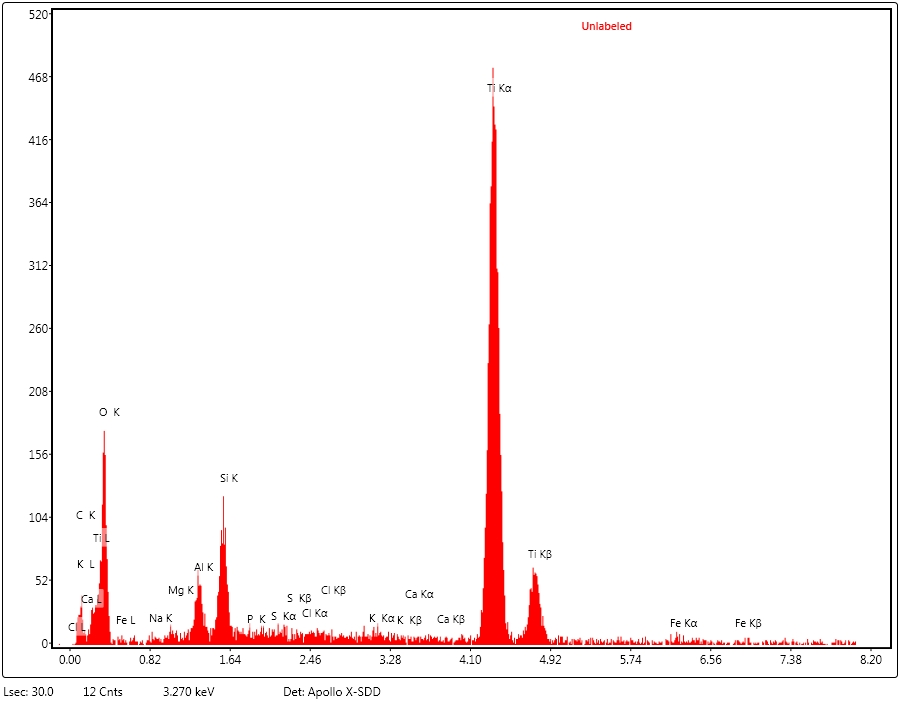 520
Unlabeled
468
Ti Kα
416
364
312
260
208
O K
156
Si K
104
C K
Ti L
Ti Kβ
52
K L
Al K
Mg K
Ca L
S Kβ
Cl Kβ
Ca Kα
Cl L
Fe L
Na K
P K
S Kα
Cl Kα
K Kα
K Kβ
Ca Kβ
Fe Kα
Fe Kβ
0
0.00 0.82 1.64 2.46 3.28 4.10 4.92 5.74 6.56 7.38 8.20
Lsec: 30.0 12 Cnts 3.270 keV Det: Apollo X-SDD